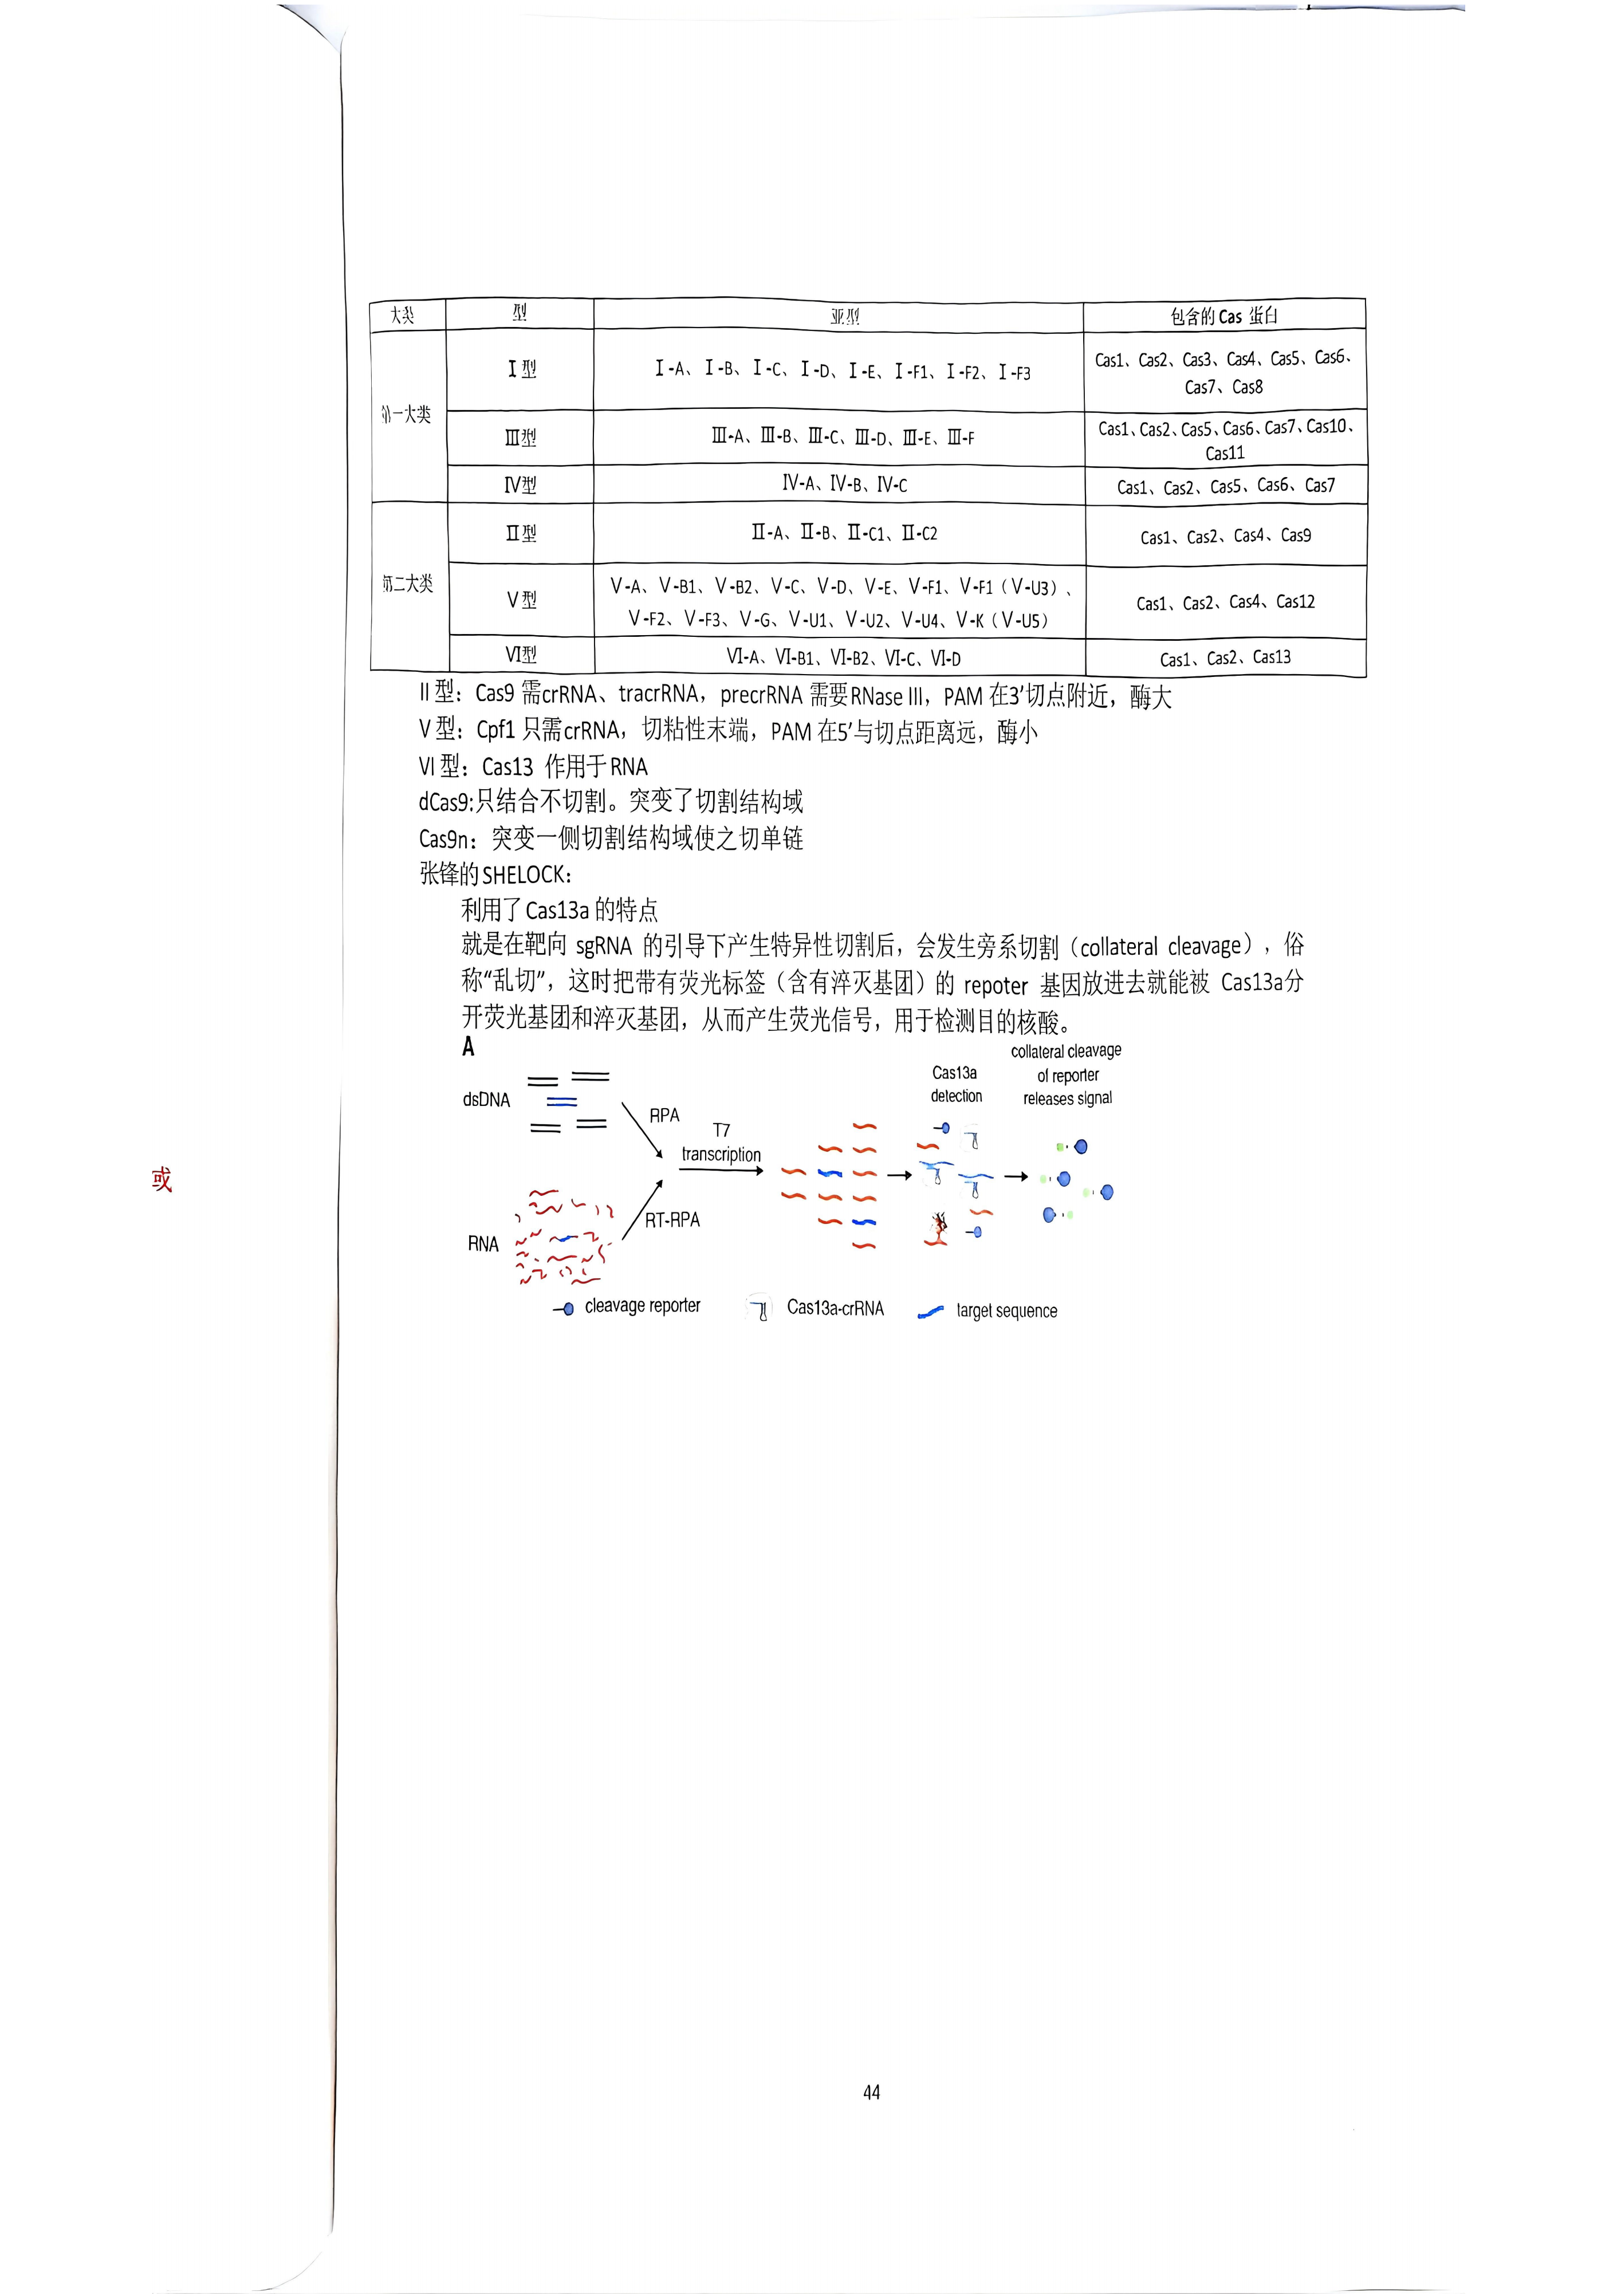 大类 型 亚型 包含的 Cas 蛋白
第一大类
I 型 I-A、I-B、I-C、I-D、I-E、I-F1、I-F2、I-F3 Cas1、Cas2、Cas3、Cas4、Cas5、Cas6、
Cas7、Cas8
III型 III-A、III-B、III-C、III-D、III-E、III-F Cas1、Cas2、Cas5、Cas6、Cas7、Cas10、
Cas11
IV型 IV-A、IV-B、IV-C Cas1、Cas2、Cas5、Cas6、Cas7
第二大类
II 型 II-A、II-B、II-C1、II-C2 Cas1、Cas2、Cas4、Cas9
V 型 V-A、V-B1、V-B2、V-C、V-D、V-E、V-F1、V-F1（V-U3）、
V-F2、V-F3、V-G、V-U1、V-U2、V-U4、V-K（V-U5） Cas1、Cas2、Cas4、Cas12
VI型 VI-A、VI-B1、VI-B2、VI-C、VI-D Cas1、Cas2、Cas13
II 型：Cas9 需crRNA、tracrRNA，precrRNA 需要RNase III，PAM 在3’切点附近，酶大
V 型：Cpf1 只需crRNA，切粘性末端，PAM 在5’与切点距离远，酶小
VI 型：Cas13 作用于RNA
dCas9:只结合不切割。突变了切割结构域
Cas9n：突变一侧切割结构域使之切单链
张锋的SHELOCK：
利用了Cas13a 的特点
就是在靶向 sgRNA 的引导下产生特异性切割后，会发生旁系切割（collateral cleavage），俗
称“乱切”，这时把带有荧光标签（含有淬灭基团）的 repoter 基因放进去就能被 Cas13a分
开荧光基团和淬灭基团，从而产生荧光信号，用于检测目的核酸。
A
dsDNA
RPA
T7
transcription
Cas13a
detection
collateral cleavage
of reporter
releases signal
RNA
RT-RPA
cleavage reporter
Cas13a-crRNA
target sequence
或
44